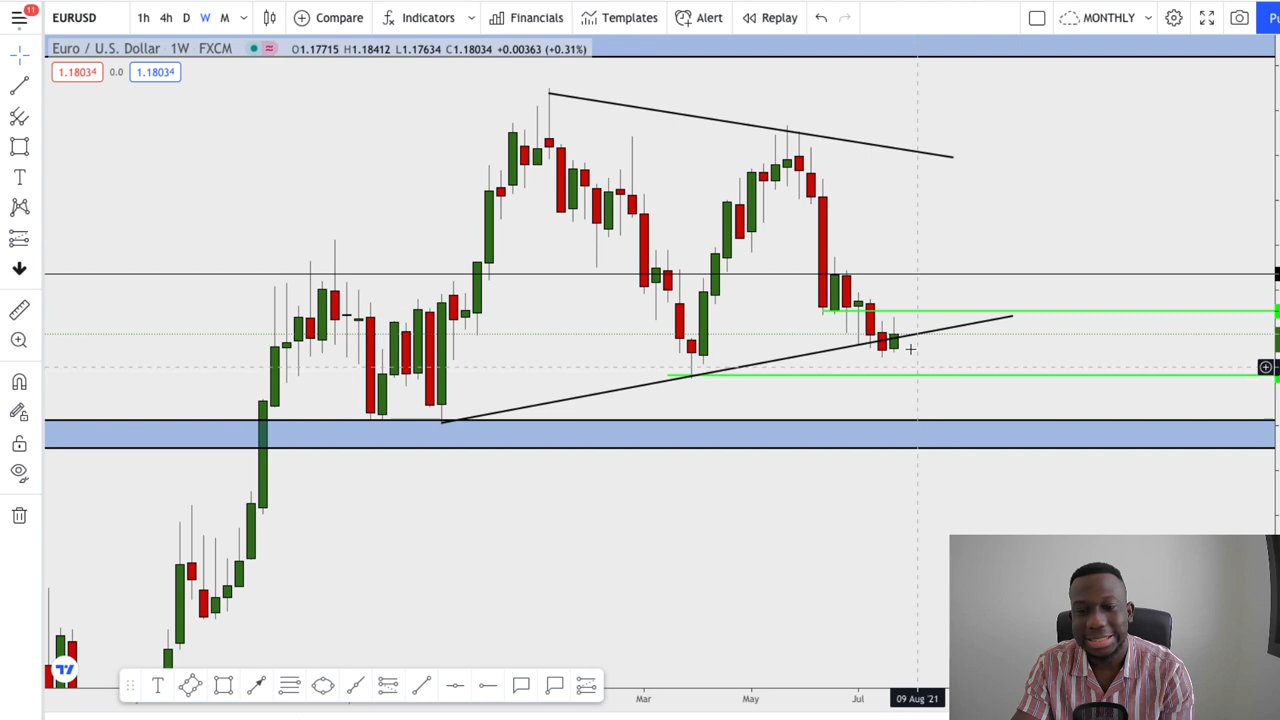 11
EURUSD 1h 4h D W M Compare Indicators Financials Templates Alert Replay MONTHLY Pu
Euro / U.S. Dollar 1W FXCM O1.17715 H1.18412 L1.17634 C1.18034 +0.00363 (+0.31%)
1.18034 0.0 1.18034
T
T
Mar May Jul 09 Aug '21